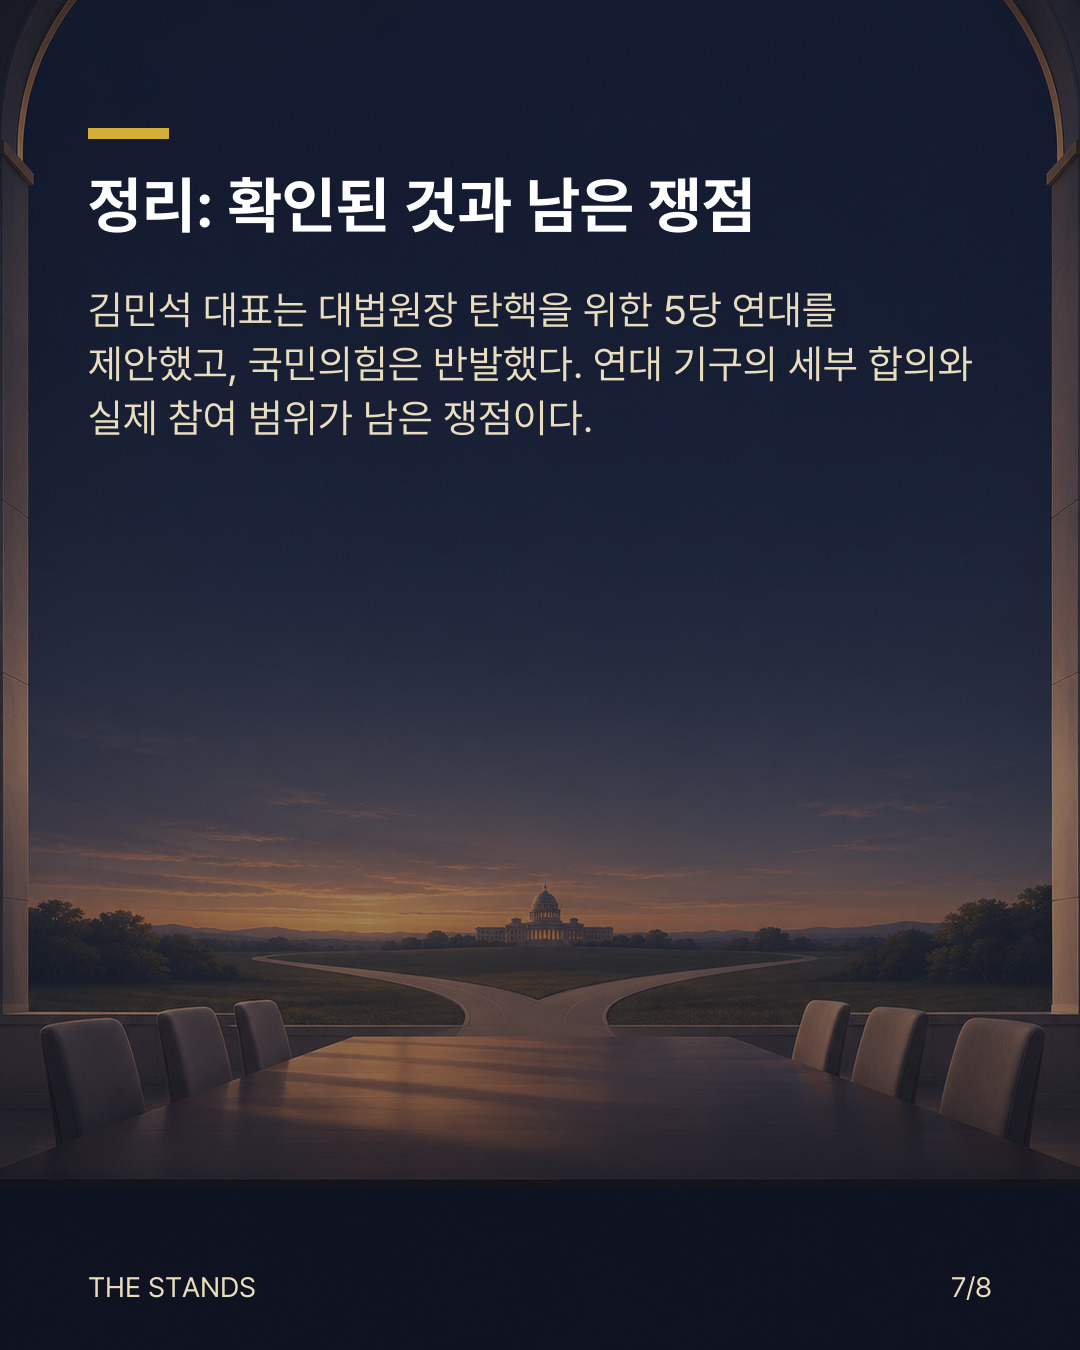 정리: 확인된 것과 남은 쟁점
김민석 대표는 대법원장 탄핵을 위한 5당 연대를
제안했고, 국민의힘은 반발했다. 연대 기구의 세부 합의와
실제 참여 범위가 남은 쟁점이다.
THE STANDS
7/8